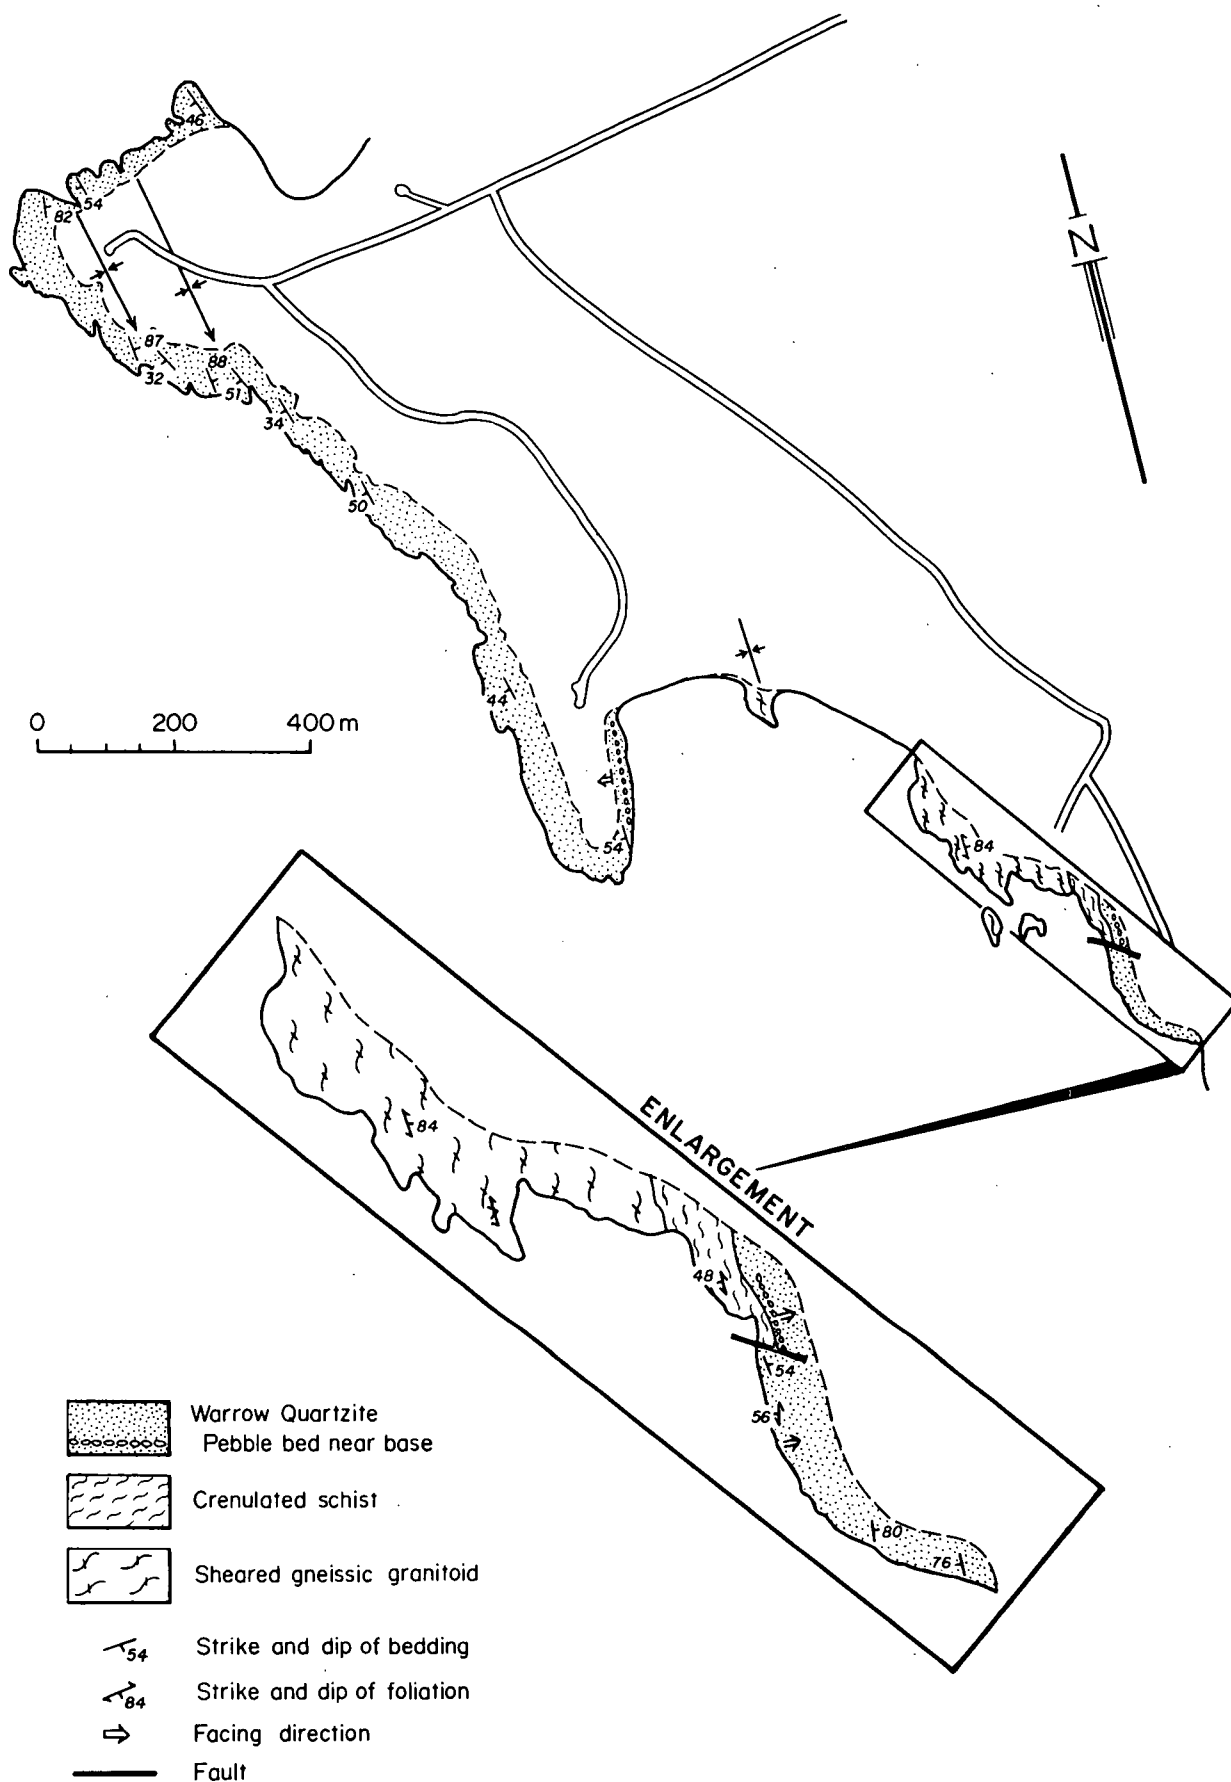 46
54
82
N
87
88
32
51
34
50
44
0 200 400 m
54
84
ENLARGEMENT
84
48
54
56
80
76
Warrow Quartzite
Pebble bed near base
Crenulated schist
Sheared gneissic granitoid
54 Strike and dip of bedding
84 Strike and dip of foliation
Facing direction
Fault